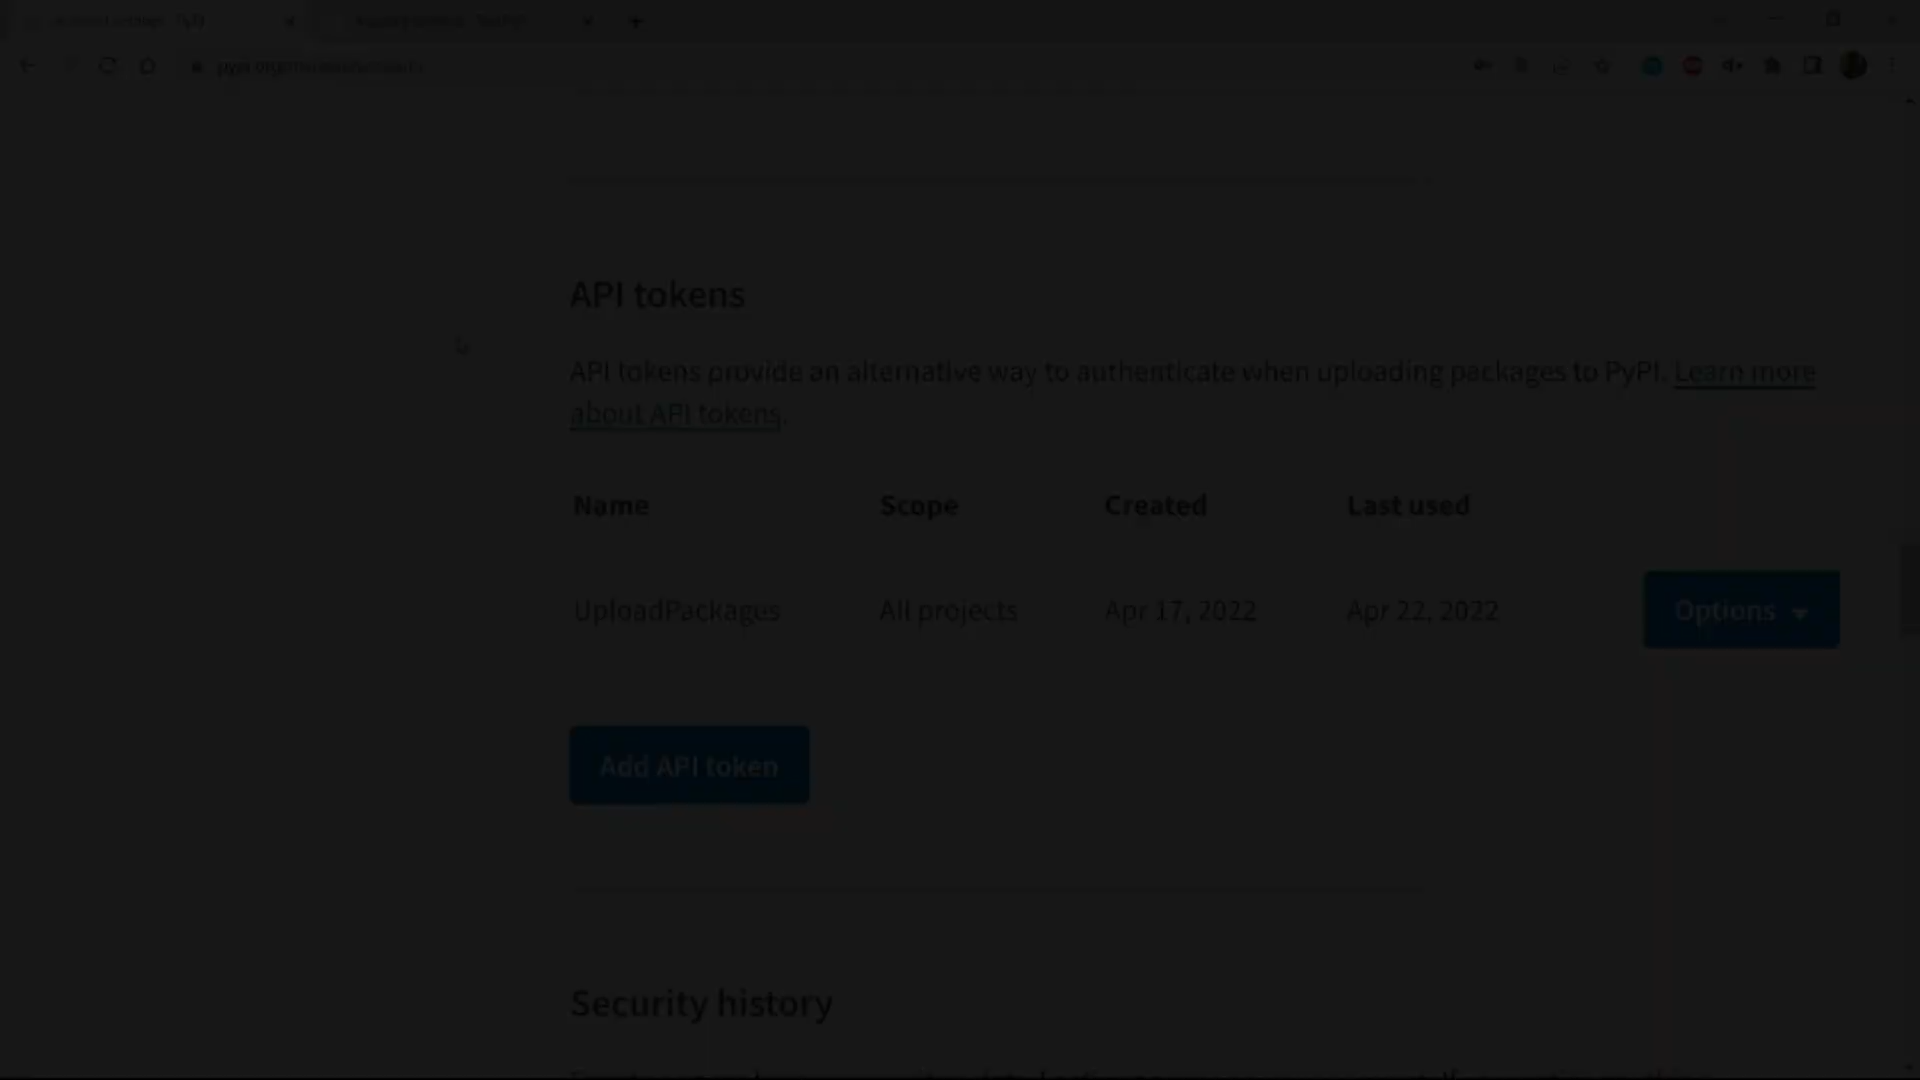 API tokens
API tokens provide an alternative way to authenticate when uploading packages to PyPI. Learn more
about API tokens.
Name Scope Created Last used
UploadPackages All projects Apr 17, 2022 Apr 22, 2022 Options
Add API token
Security history